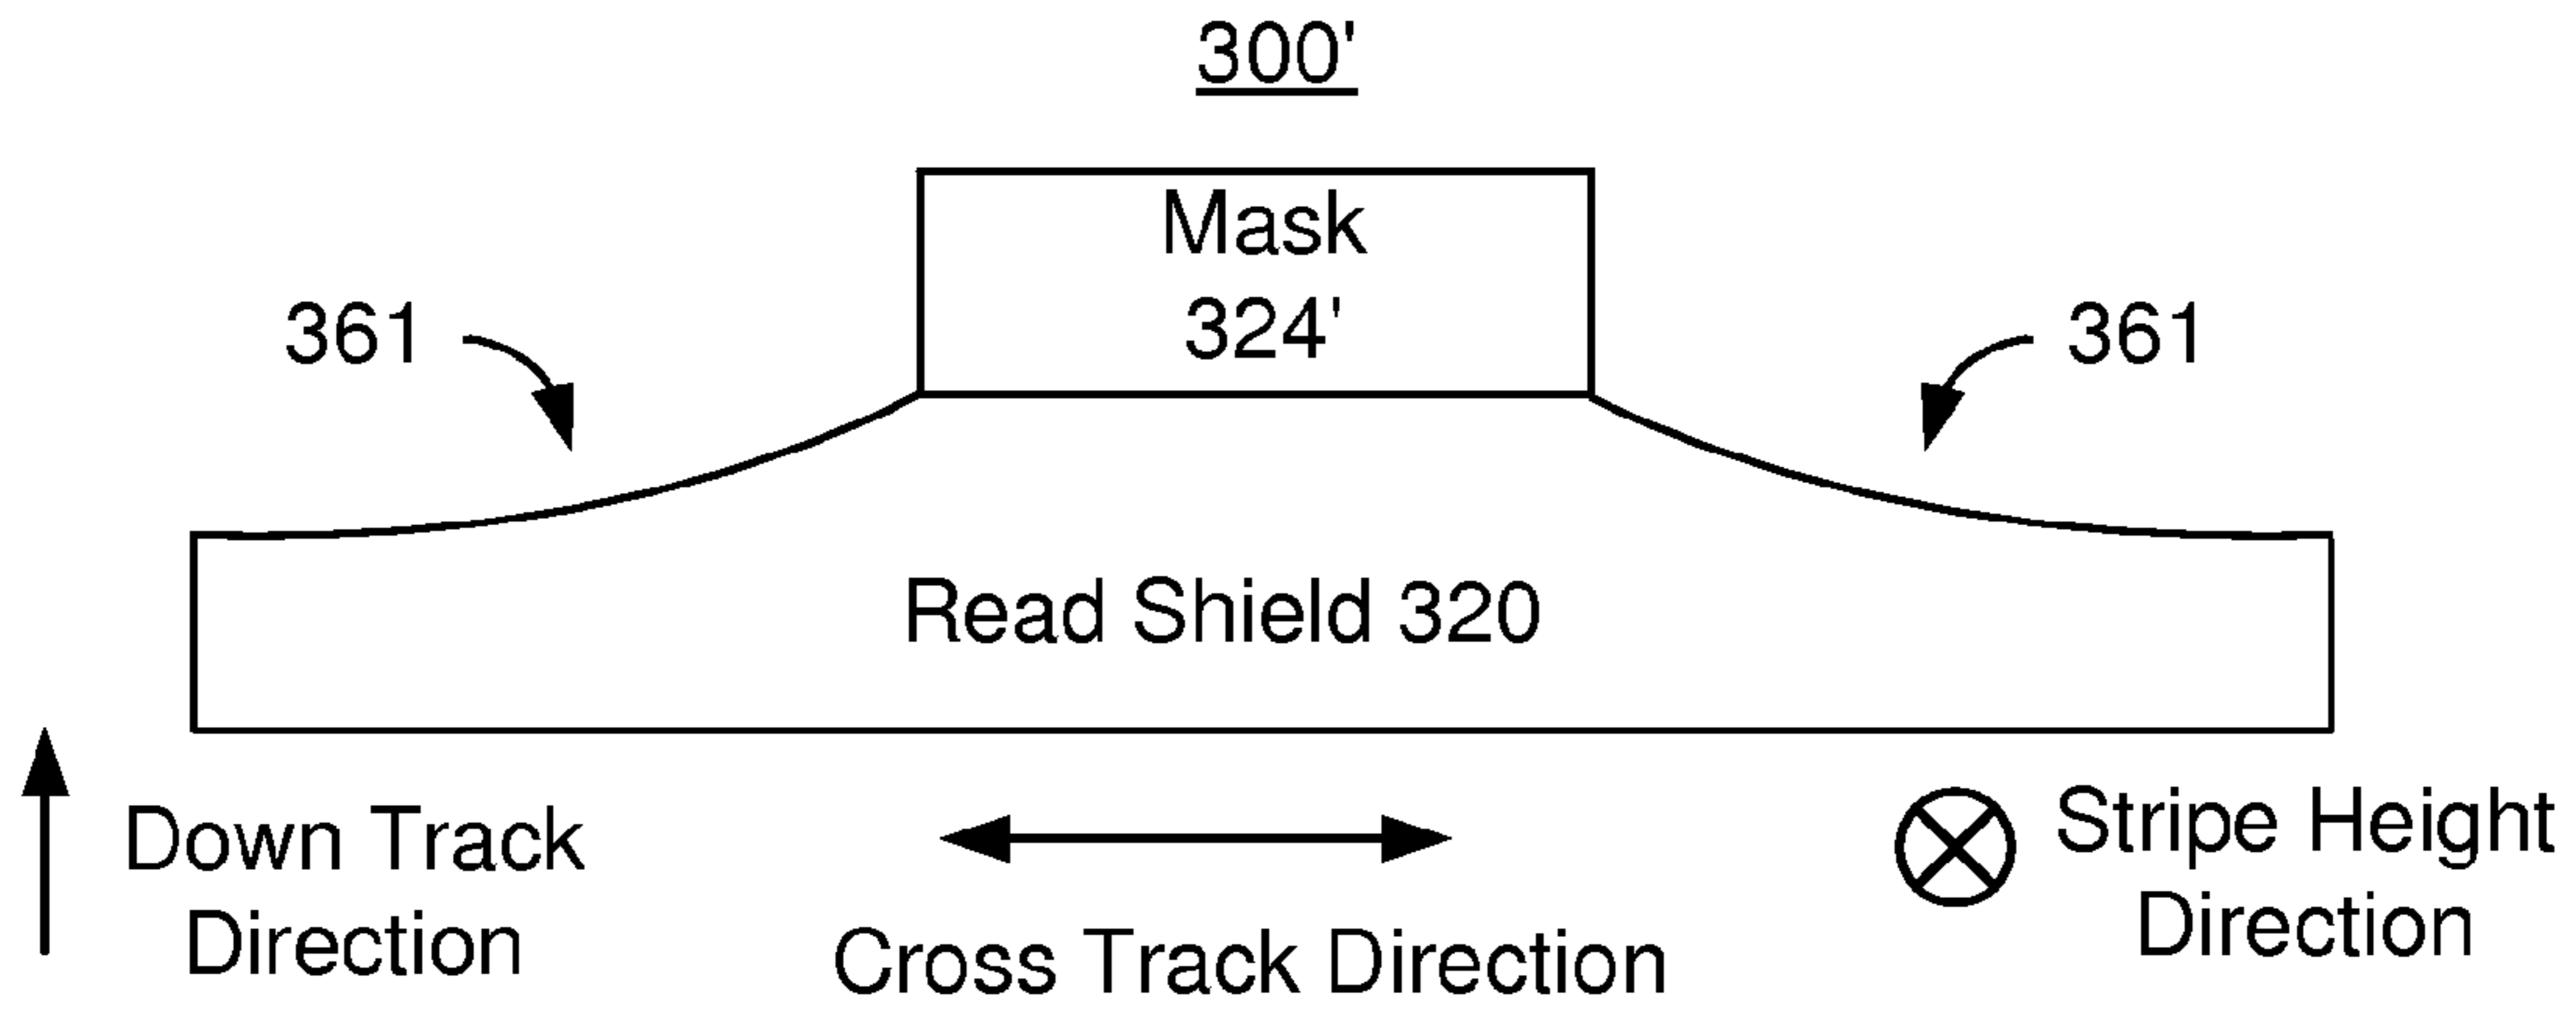 300'
Mask
324'
361
361
Read Shield 320
Down Track
Direction
Cross Track Direction
Stripe Height
Direction